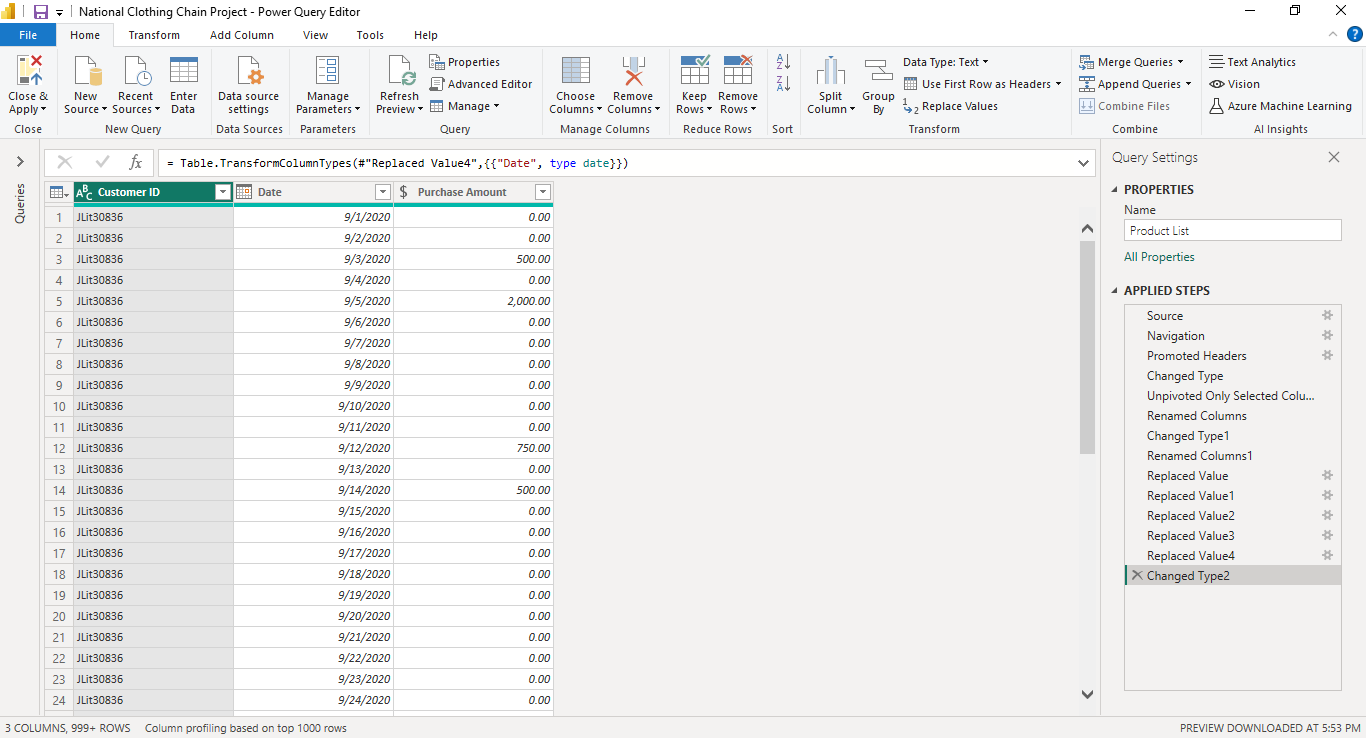 National Clothing Chain Project - Power Query Editor
File Home Transform Add Column View Tools Help
Close & Apply
Close
New Source
Recent Sources
Enter Data
New Query
Data source settings
Data Sources
Manage Parameters
Parameters
Refresh Preview
Properties
Advanced Editor
Manage
Query
Choose Columns
Remove Columns
Manage Columns
Keep Rows
Remove Rows
Reduce Rows
A Z
Z A
Sort
Split Column
Group By
Data Type: Text
Use First Row as Headers
1 2 Replace Values
Transform
Merge Queries
Append Queries
Combine Files
Combine
Text Analytics
Vision
Azure Machine Learning
AI Insights
?
Queries
fx = Table.TransformColumnTypes(#"Replaced Value4",{{"Date", type date}})
ABC Customer ID Date $ Purchase Amount
1 JLit30836 9/1/2020 0.00
2 JLit30836 9/2/2020 0.00
3 JLit30836 9/3/2020 500.00
4 JLit30836 9/4/2020 0.00
5 JLit30836 9/5/2020 2,000.00
6 JLit30836 9/6/2020 0.00
7 JLit30836 9/7/2020 0.00
8 JLit30836 9/8/2020 0.00
9 JLit30836 9/9/2020 0.00
10 JLit30836 9/10/2020 0.00
11 JLit30836 9/11/2020 0.00
12 JLit30836 9/12/2020 750.00
13 JLit30836 9/13/2020 0.00
14 JLit30836 9/14/2020 500.00
15 JLit30836 9/15/2020 0.00
16 JLit30836 9/16/2020 0.00
17 JLit30836 9/17/2020 0.00
18 JLit30836 9/18/2020 0.00
19 JLit30836 9/19/2020 0.00
20 JLit30836 9/20/2020 0.00
21 JLit30836 9/21/2020 0.00
22 JLit30836 9/22/2020 0.00
23 JLit30836 9/23/2020 0.00
24 JLit30836 9/24/2020 0.00
Query Settings
PROPERTIES
Name
Product List
All Properties
APPLIED STEPS
Source
Navigation
Promoted Headers
Changed Type
Unpivoted Only Selected Colu...
Renamed Columns
Changed Type1
Renamed Columns1
Replaced Value
Replaced Value1
Replaced Value2
Replaced Value3
Replaced Value4
Changed Type2
3 COLUMNS, 999+ ROWS Column profiling based on top 1000 rows
PREVIEW DOWNLOADED AT 5:53 PM